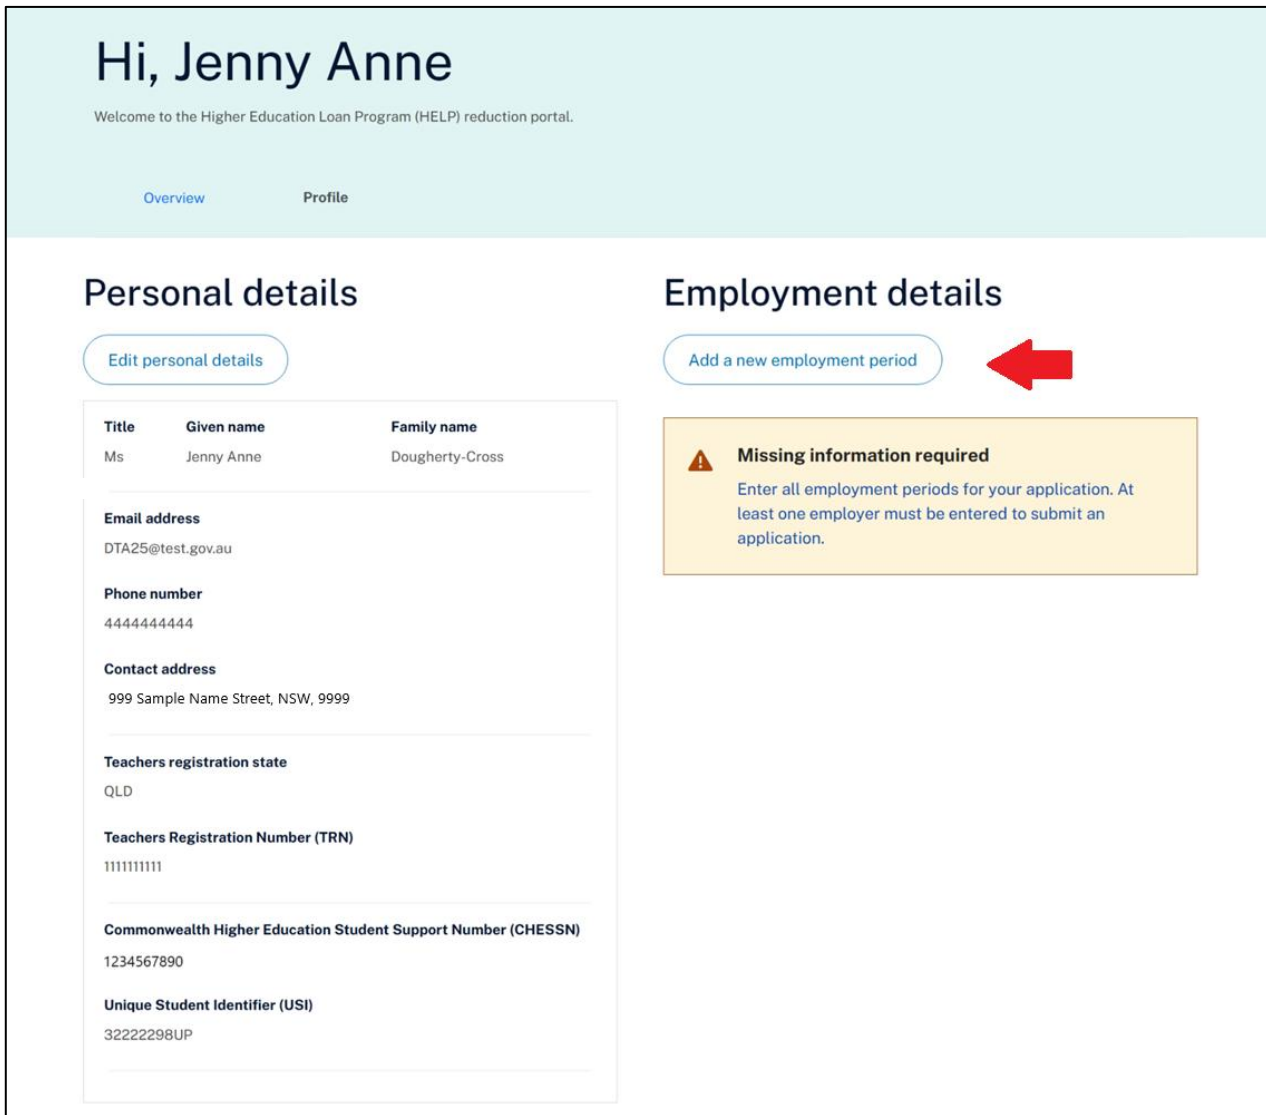 Hi, Jenny Anne
Welcome to the Higher Education Loan Program (HELP) reduction portal.
Overview Profile
Personal details
Edit personal details
Title Given name Family name
Ms Jenny Anne Dougherty-Cross
Email address
DTA25@test.gov.au
Phone number
4444444444
Contact address
999 Sample Name Street, NSW, 9999
Teachers registration state
QLD
Teachers Registration Number (TRN)
1111111111
Commonwealth Higher Education Student Support Number (CHESSN)
1234567890
Unique Student Identifier (USI)
32222298UP
Employment details
Add a new employment period
Missing information required
Enter all employment periods for your application. At
least one employer must be entered to submit an
application.